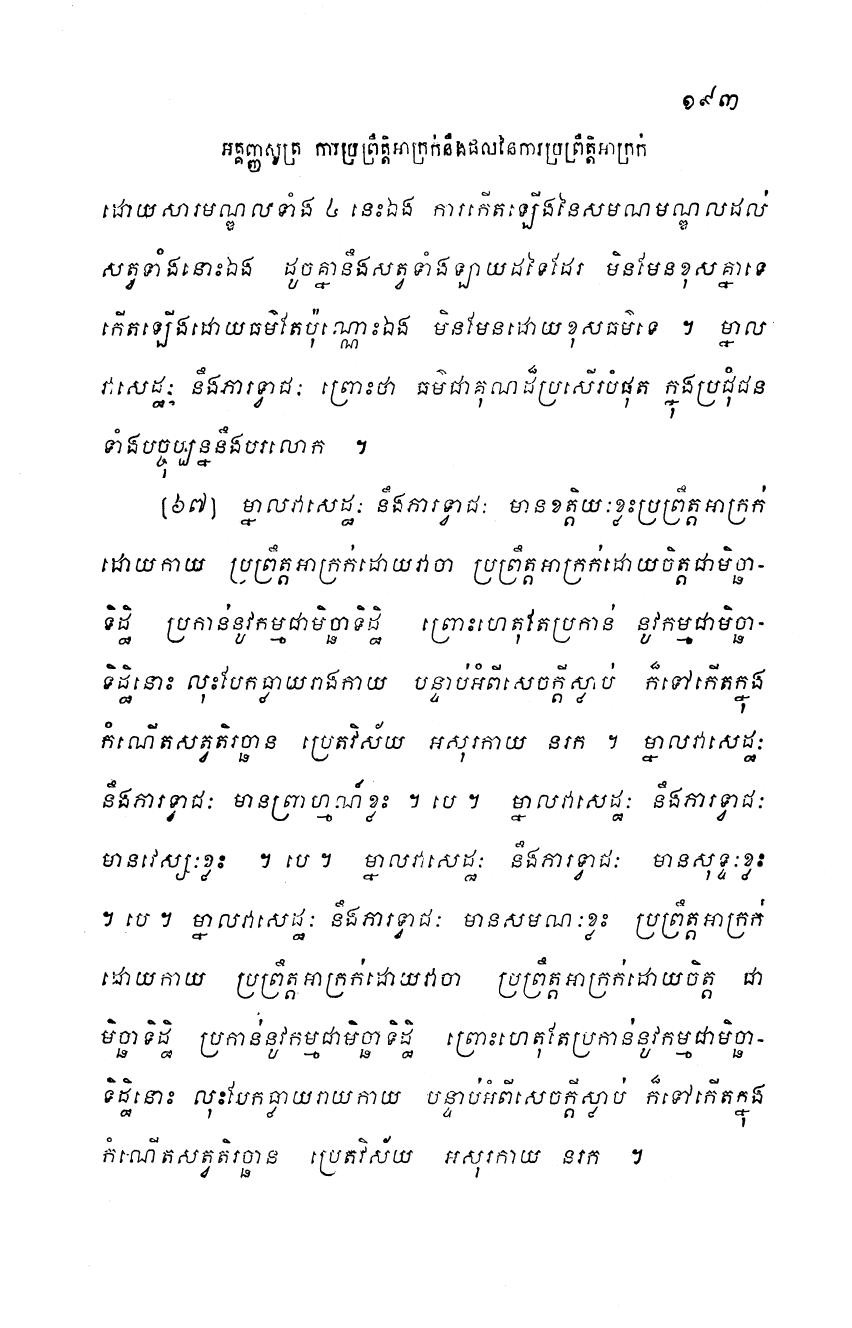 ១៩៣
អគ្គញ្ញសូត្រ ការប្រព្រឹត្តិអាក្រក់នឹងផលនៃការប្រព្រឹត្តិអាក្រក់
ដោយសារមណ្ឌលទាំង ៤ នេះឯង ការកើតឡើងនៃសមណមណ្ឌលដល់
សត្វទាំងនោះឯង ដូចគ្នានឹងសត្វទាំងឡាយដទៃដែរ មិនមែនខុសគ្នាទេ
កើតឡើងដោយធម៌តែប៉ុណ្ណោះឯង មិនមែនដោយខុសធម៌ទេ ។ ម្នាល
វាសេដ្ឋៈ នឹងភារទ្វាជៈ ព្រោះថា ធម៌ជាគុណដ៏ប្រសើរបំផុត ក្នុងប្រជុំជន
ទាំងបច្ចុប្បន្ននឹងបរលោក ។
[៦៧] ម្នាលវាសេដ្ឋៈ នឹងភារទ្វាជៈ មានខត្តិយៈខ្លះប្រព្រឹត្តអាក្រក់
ដោយកាយ ប្រព្រឹត្តអាក្រក់ដោយវាចា ប្រព្រឹត្តអាក្រក់ដោយចិត្តជាមិច្ឆា-
ទិដ្ឋិ ប្រកាន់នូវកម្មជាមិច្ឆាទិដ្ឋិ ព្រោះហេតុតែប្រកាន់ នូវកម្មជាមិច្ឆា-
ទិដ្ឋិនោះ លុះបែកធ្លាយរាងកាយ បន្ទាប់អំពីសេចក្តីស្លាប់ ក៏ទៅកើតក្នុង
កំណើតសត្វតិរច្ឆាន ប្រេតវិស័យ អសុរកាយ នរក ។ ម្នាលវាសេដ្ឋៈ
នឹងភារទ្វាជៈ មានព្រាហ្មណ៍ខ្លះ ។ បេ ។ ម្នាលវាសេដ្ឋៈ នឹងភារទ្វាជៈ
មានវេស្សៈខ្លះ ។ បេ ។ ម្នាលវាសេដ្ឋៈ នឹងភារទ្វាជៈ មានសុទ្ទៈខ្លះ
។ បេ ។ ម្នាលវាសេដ្ឋៈ នឹងភារទ្វាជៈ មានសមណៈខ្លះ ប្រព្រឹត្តអាក្រក់
ដោយកាយ ប្រព្រឹត្តអាក្រក់ដោយវាចា ប្រព្រឹត្តអាក្រក់ដោយចិត្ត ជា
មិច្ឆាទិដ្ឋិ ប្រកាន់នូវកម្មជាមិច្ឆាទិដ្ឋិ ព្រោះហេតុតែប្រកាន់នូវកម្មជាមិច្ឆា-
ទិដ្ឋិនោះ លុះបែកធ្លាយរាយកាយ បន្ទាប់អំពីសេចក្តីស្លាប់ ក៏ទៅកើតក្នុង
កំណើតសត្វតិរច្ឆាន ប្រេតវិស័យ អសុរកាយ នរក ។